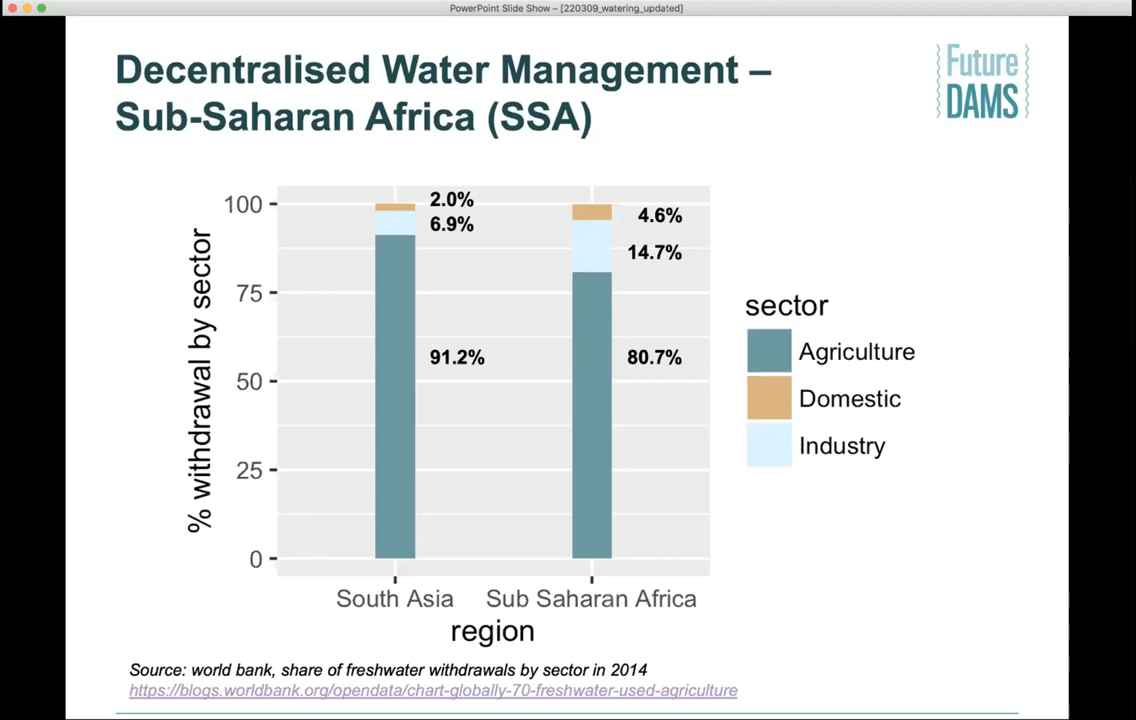 PowerPoint Slide Show – [220309_watering_updated]
Decentralised Water Management –
Sub-Saharan Africa (SSA)
Future
DAMS
% withdrawal by sector
100
75
50
25
0
2.0%
6.9%
91.2%
4.6%
14.7%
80.7%
South Asia
Sub Saharan Africa
region
sector
Agriculture
Domestic
Industry
Source: world bank, share of freshwater withdrawals by sector in 2014
https://blogs.worldbank.org/opendata/chart-globally-70-freshwater-used-agriculture